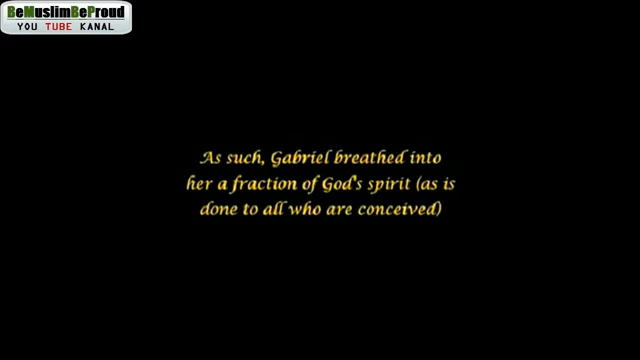 BeMuslimBeProud
YOU TUBE KANAL
As such, Gabriel breathed into
her a fraction of God's spirit (as is
done to all who are conceived)